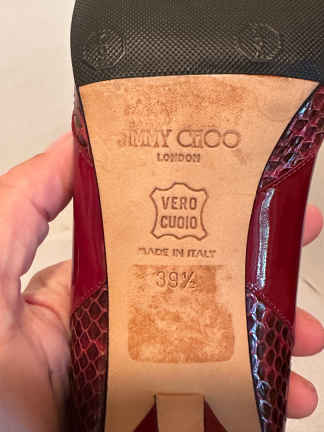 JIMMY CHOO
LONDON
VERO
CUOIO
MADE IN ITALY
39½